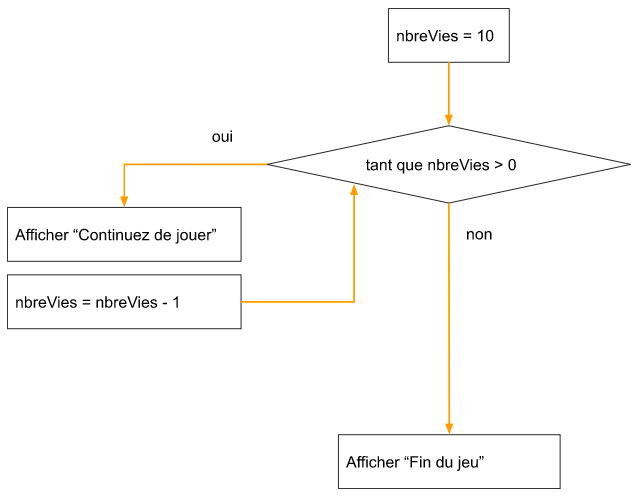 nbreVies = 10
oui
tant que nbreVies > 0
Afficher “Continuez de jouer”
non
nbreVies = nbreVies - 1
Afficher “Fin du jeu”